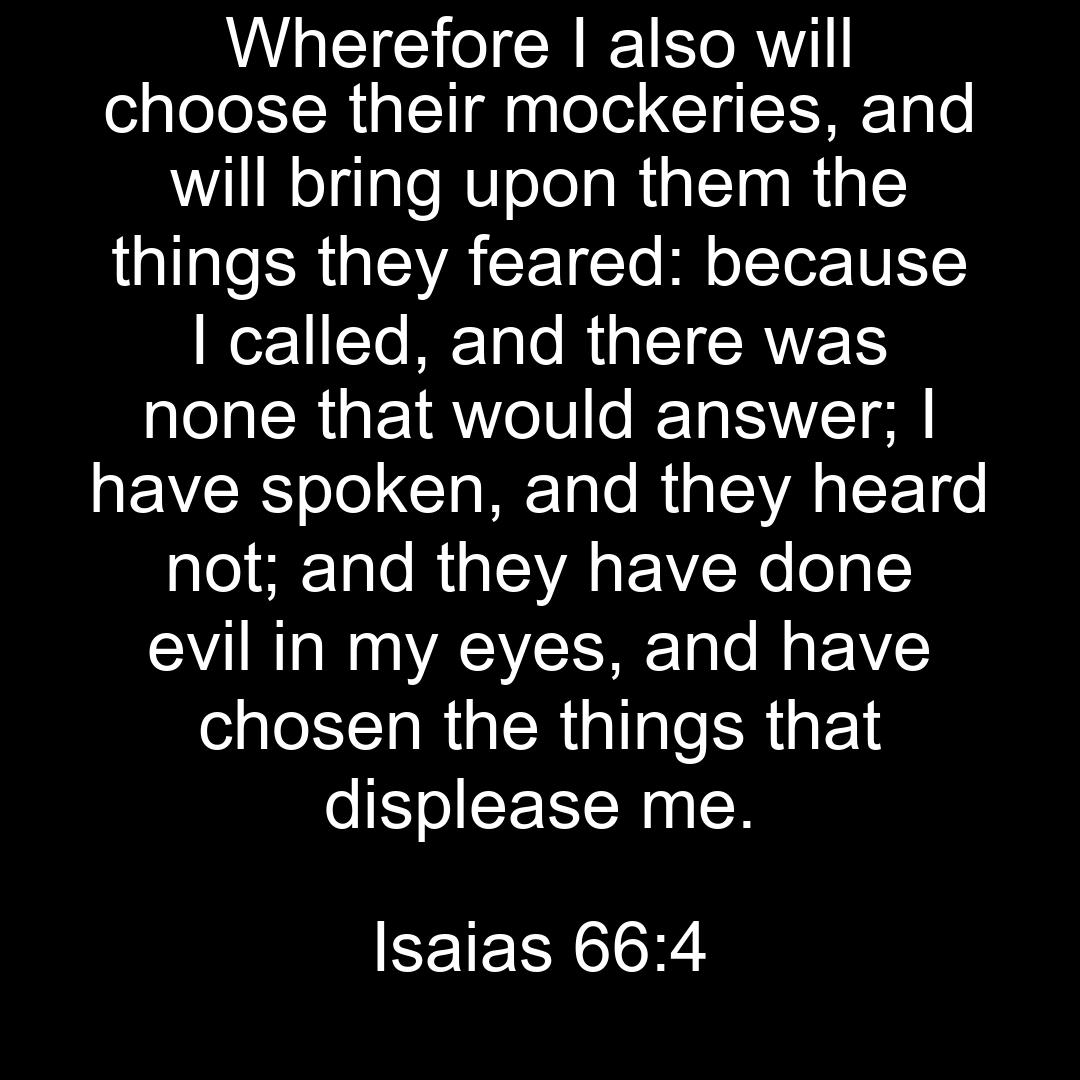 Wherefore I also will
choose their mockeries, and
will bring upon them the
things they feared: because
I called, and there was
none that would answer; I
have spoken, and they heard
not; and they have done
evil in my eyes, and have
chosen the things that
displease me.
Isaias 66:4